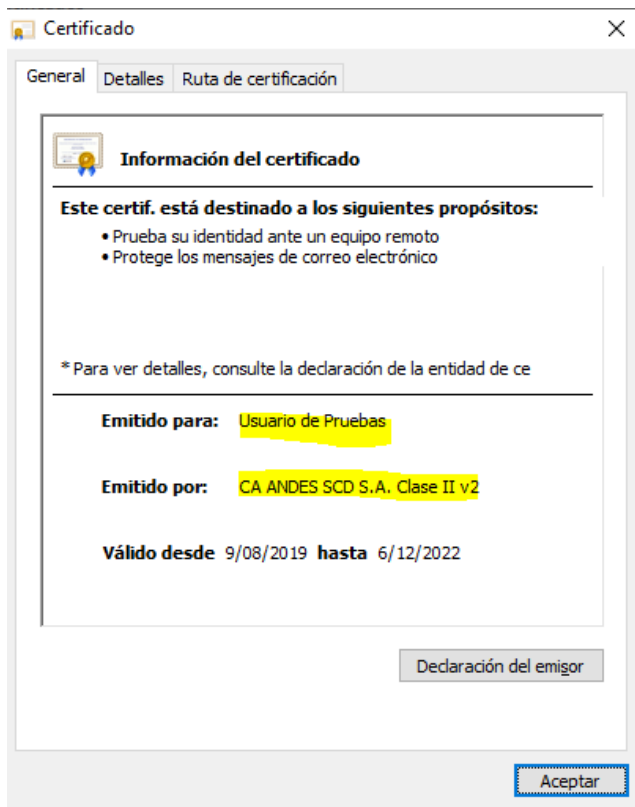 Certificado
General Detalles Ruta de certificación
Información del certificado
Este certif. está destinado a los siguientes propósitos:
• Prueba su identidad ante un equipo remoto
• Protege los mensajes de correo electrónico
* Para ver detalles, consulte la declaración de la entidad de ce
Emitido para: Usuario de Pruebas
Emitido por: CA ANDES SCD S.A. Clase II v2
Válido desde 9/08/2019 hasta 6/12/2022
Declaración del emisor
Aceptar